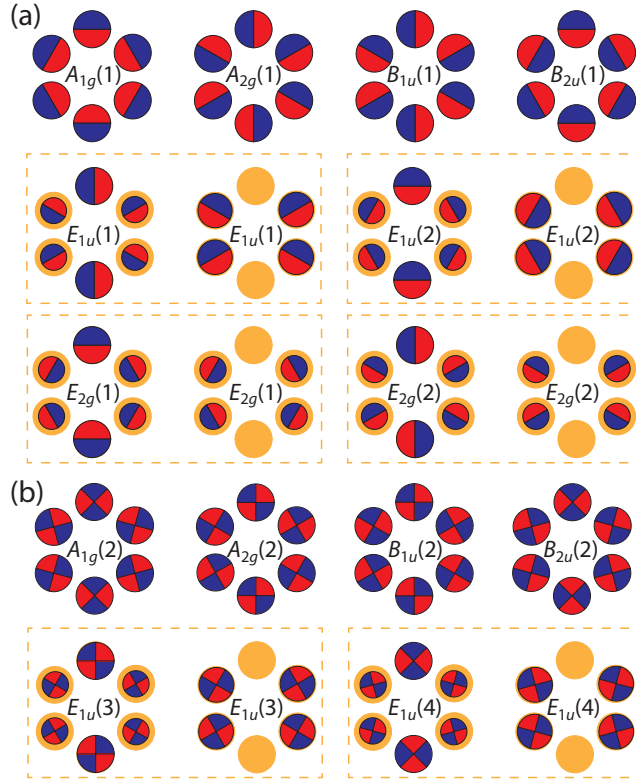 (a)
A1g(1) A2g(1) B1u(1) B2u(1)
E1u(1) E1u(1) E1u(2) E1u(2)
E2g(1) E2g(1) E2g(2) E2g(2)
(b)
A1g(2) A2g(2) B1u(2) B2u(2)
E1u(3) E1u(3) E1u(4) E1u(4)